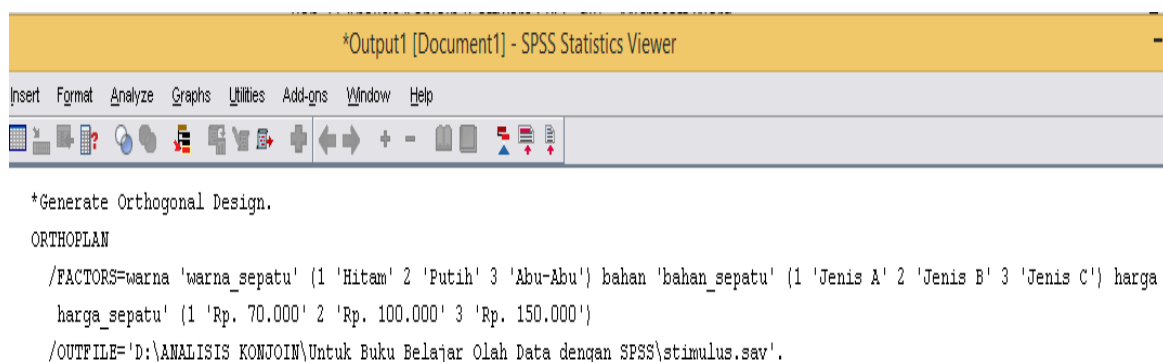 *Output1 [Document1] - SPSS Statistics Viewer
Insert Format Analyze Graphs Utilities Add-ons Window Help
*Generate Orthogonal Design.
ORTHOPLAN
/FACTORS=warna 'warna_sepatu' (1 'Hitam' 2 'Putih' 3 'Abu-Abu') bahan 'bahan_sepatu' (1 'Jenis A' 2 'Jenis B' 3 'Jenis C') harga
harga_sepatu' (1 'Rp. 70.000' 2 'Rp. 100.000' 3 'Rp. 150.000')
/OUTFILE='D:\ANALISIS KONJOIN\Untuk Buku Belajar Olah Data dengan SPSS\stimulus.sav'.